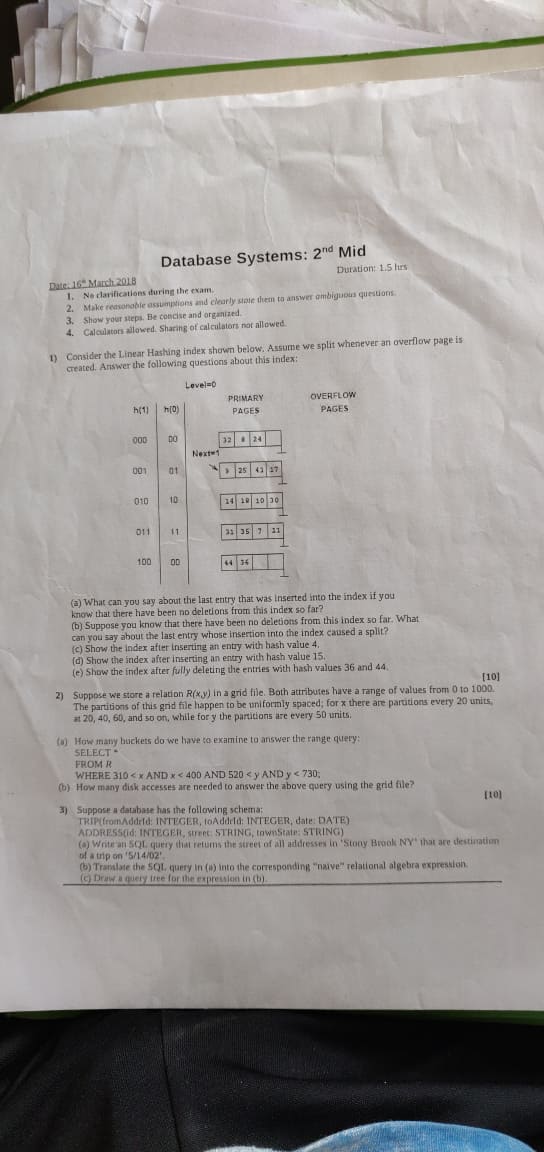 Database Systems: 2nd Mid
Date: 16th March 2018
Duration: 1.5 hrs
1. No clarifications during the exam.
2. Make reasonable assumptions and clearly state them to answer ambiguous questions.
3. Show your steps. Be concise and organized.
4. Calculators allowed. Sharing of calculators not allowed.
1) Consider the Linear Hashing index shown below. Assume we split whenever an overflow page is
created. Answer the following questions about this index:
Level=0
PRIMARY OVERFLOW
h(1) h(0) PAGES PAGES
000 00 32 8 24
Next=1
001 01 9 25 41 17
010 10 14 18 10 30
011 11 31 35 7 11
100 00 44 36
(a) What can you say about the last entry that was inserted into the index if you
know that there have been no deletions from this index so far?
(b) Suppose you know that there have been no deletions from this index so far. What
can you say about the last entry whose insertion into the index caused a split?
(c) Show the index after inserting an entry with hash value 4.
(d) Show the index after inserting an entry with hash value 15.
(e) Show the index after fully deleting the entries with hash values 36 and 44.
[10]
2) Suppose we store a relation R(x,y) in a grid file. Both attributes have a range of values from 0 to 1000.
The partitions of this grid file happen to be uniformly spaced; for x there are partitions every 20 units,
at 20, 40, 60, and so on, while for y the partitions are every 50 units.
(a) How many buckets do we have to examine to answer the range query:
SELECT *
FROM R
WHERE 310 < x AND x < 400 AND 520 < y AND y < 730;
(b) How many disk accesses are needed to answer the above query using the grid file?
[10]
3) Suppose a database has the following schema:
TRIP(fromAddrId: INTEGER, toAddrId: INTEGER, date: DATE)
ADDRESS(id: INTEGER, street: STRING, townState: STRING)
(a) Write an SQL query that returns the street of all addresses in 'Stony Brook NY' that are destination
of a trip on '5/14/02'.
(b) Translate the SQL query in (a) into the corresponding "naive" relational algebra expression.
(c) Draw a query tree for the expression in (b).